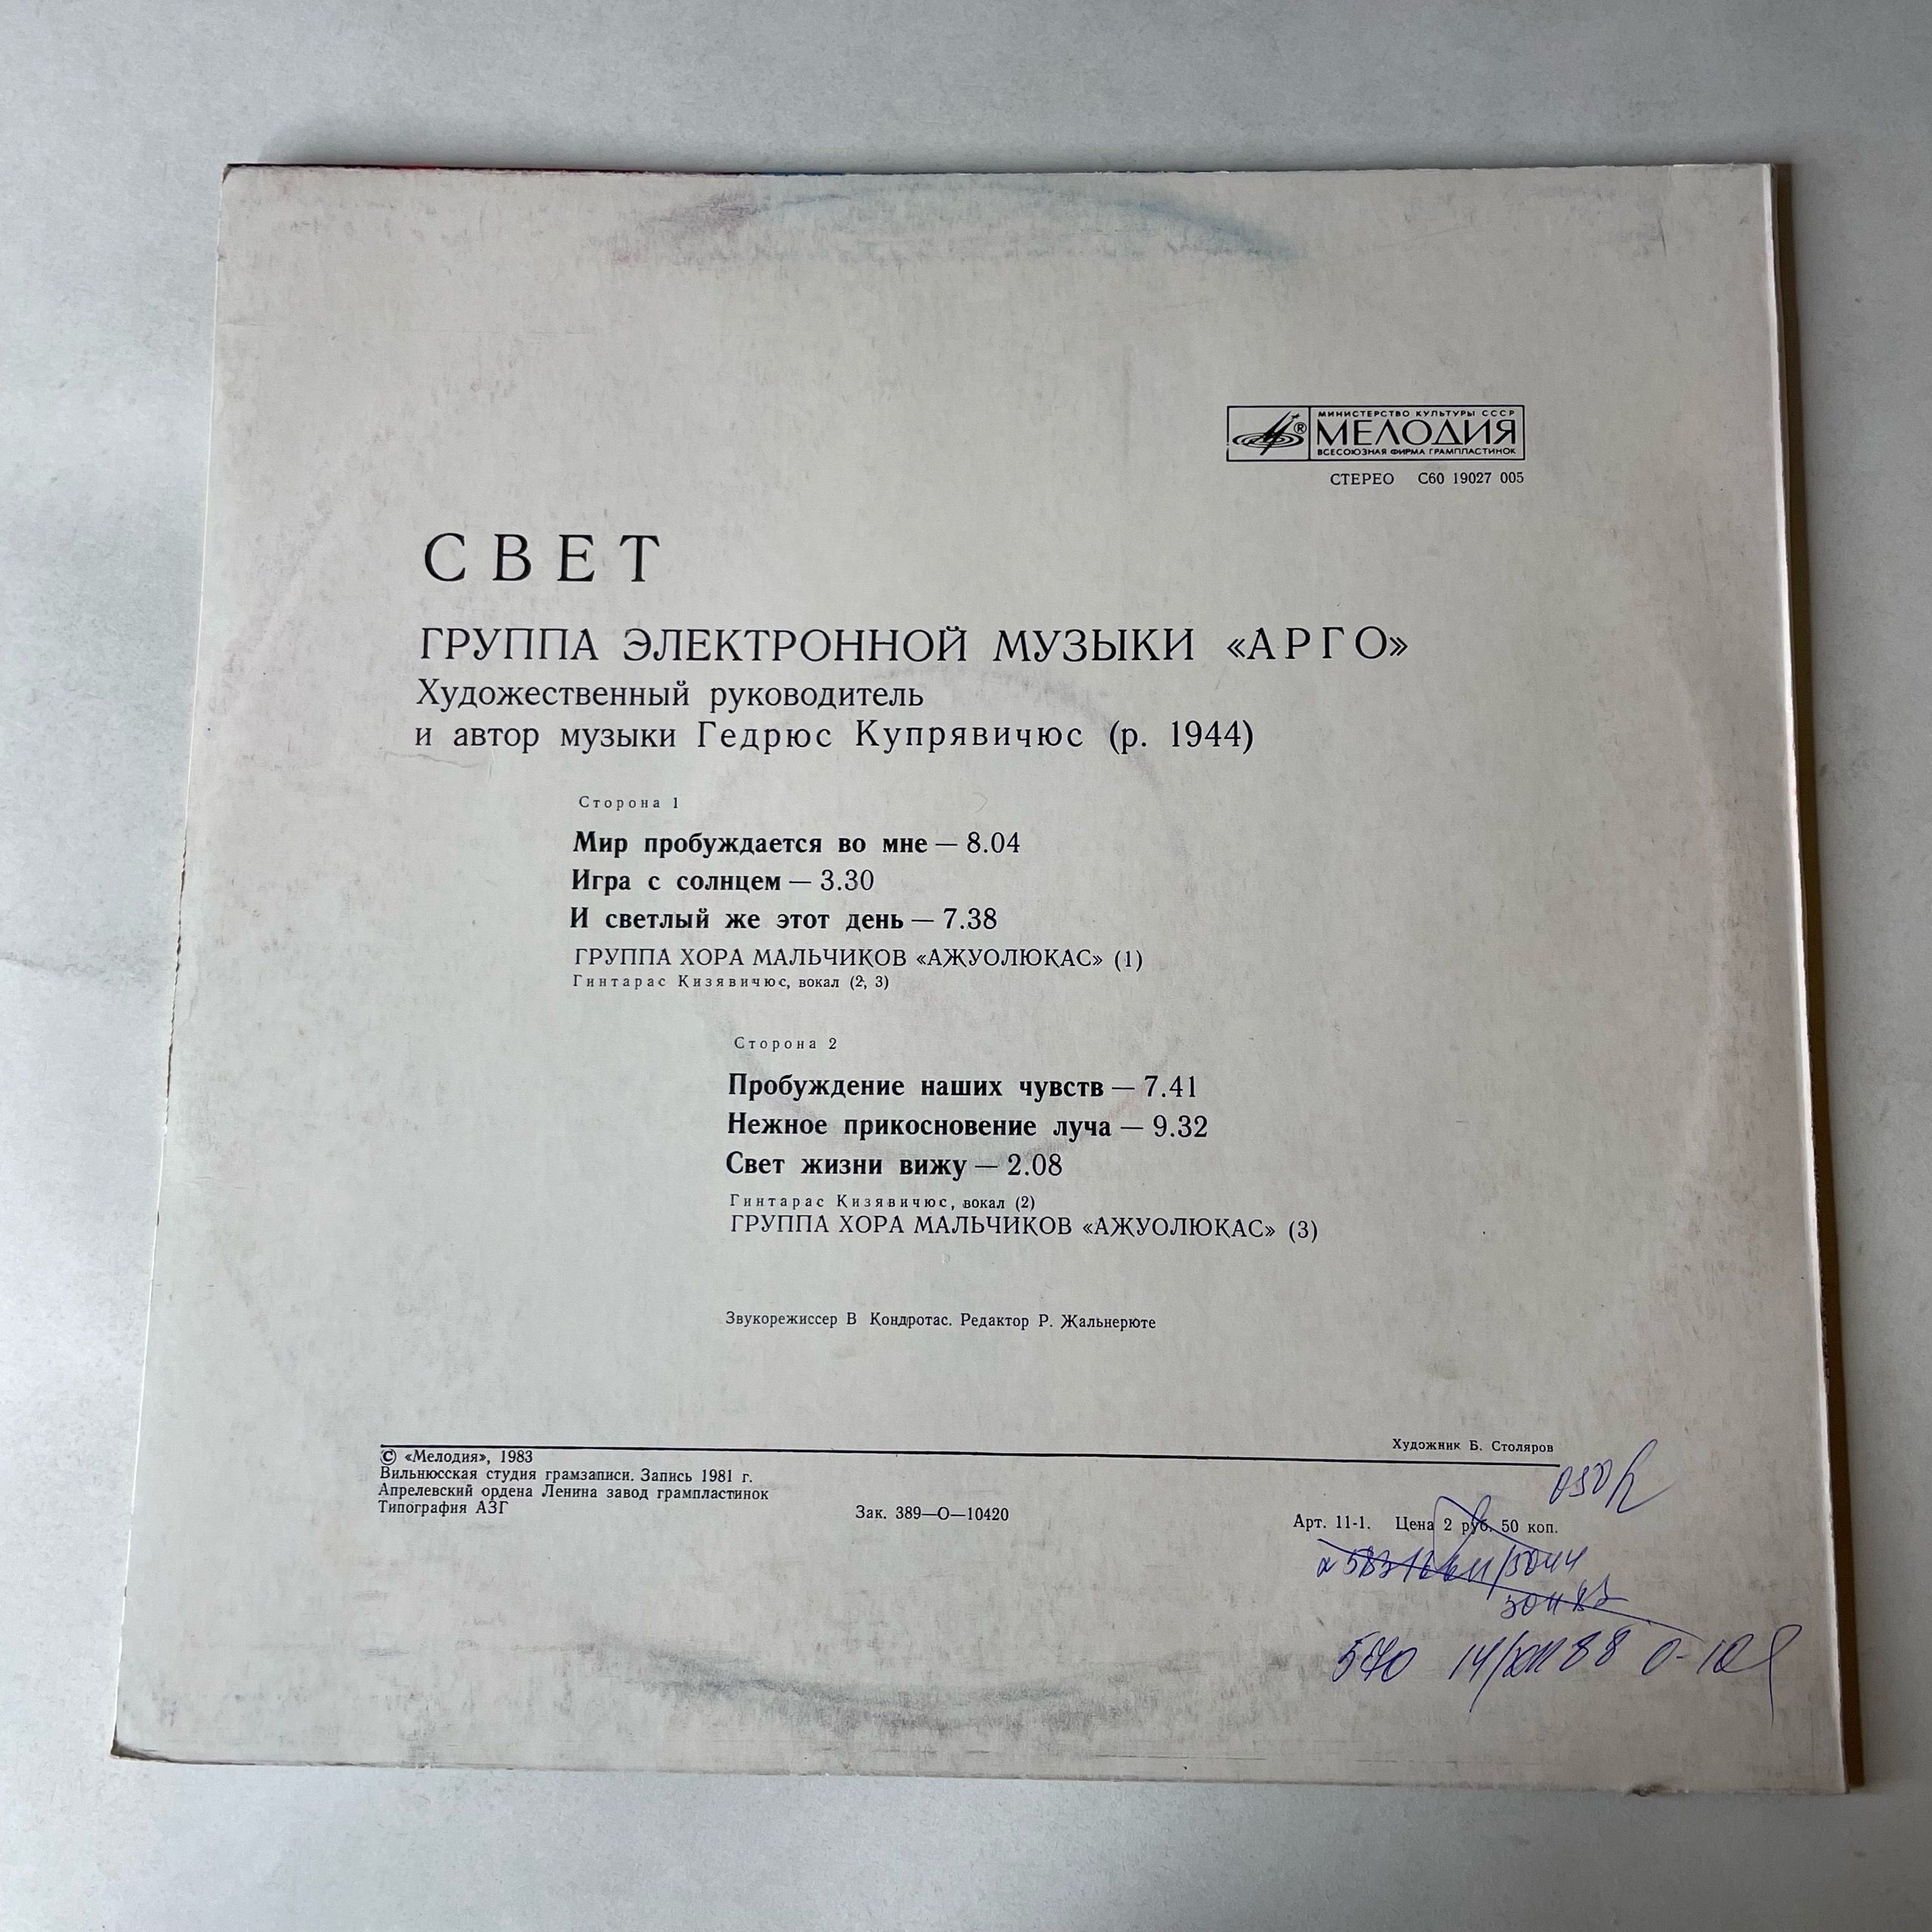 МИНИСТЕРСТВО КУЛЬТУРЫ СССР
® МЕЛОДИЯ
ВСЕСОЮЗНАЯ ФИРМА ГРАМПЛАСТИНОК
СТЕРЕО С60 19027 005
СВЕТ
ГРУППА ЭЛЕКТРОННОЙ МУЗЫКИ «АРГО»
Художественный руководитель
и автор музыки Гедрюс Купрявичюс (р. 1944)
Сторона 1
Мир пробуждается во мне — 8.04
Игра с солнцем — 3.30
И светлый же этот день — 7.38
ГРУППА ХОРА МАЛЬЧИКОВ «АЖУОЛЮКАС» (1)
Гинтарас Кизявичюс, вокал (2, 3)
Сторона 2
Пробуждение наших чувств — 7.41
Нежное прикосновение луча — 9.32
Свет жизни вижу — 2.08
Гинтарас Кизявичюс, вокал (2)
ГРУППА ХОРА МАЛЬЧИКОВ «АЖУОЛЮКАС» (3)
Звукорежиссер В Кондротас. Редактор Р. Жальнерюте
Художник Б. Столяров
© «Мелодия», 1983
Вильнюсская студия грамзаписи. Запись 1981 г.
Апрелевский ордена Ленина завод грампластинок
Типография АЗГ
Зак. 389—О—10420
Арт. 11-1. Цена 2 руб. 50 коп.